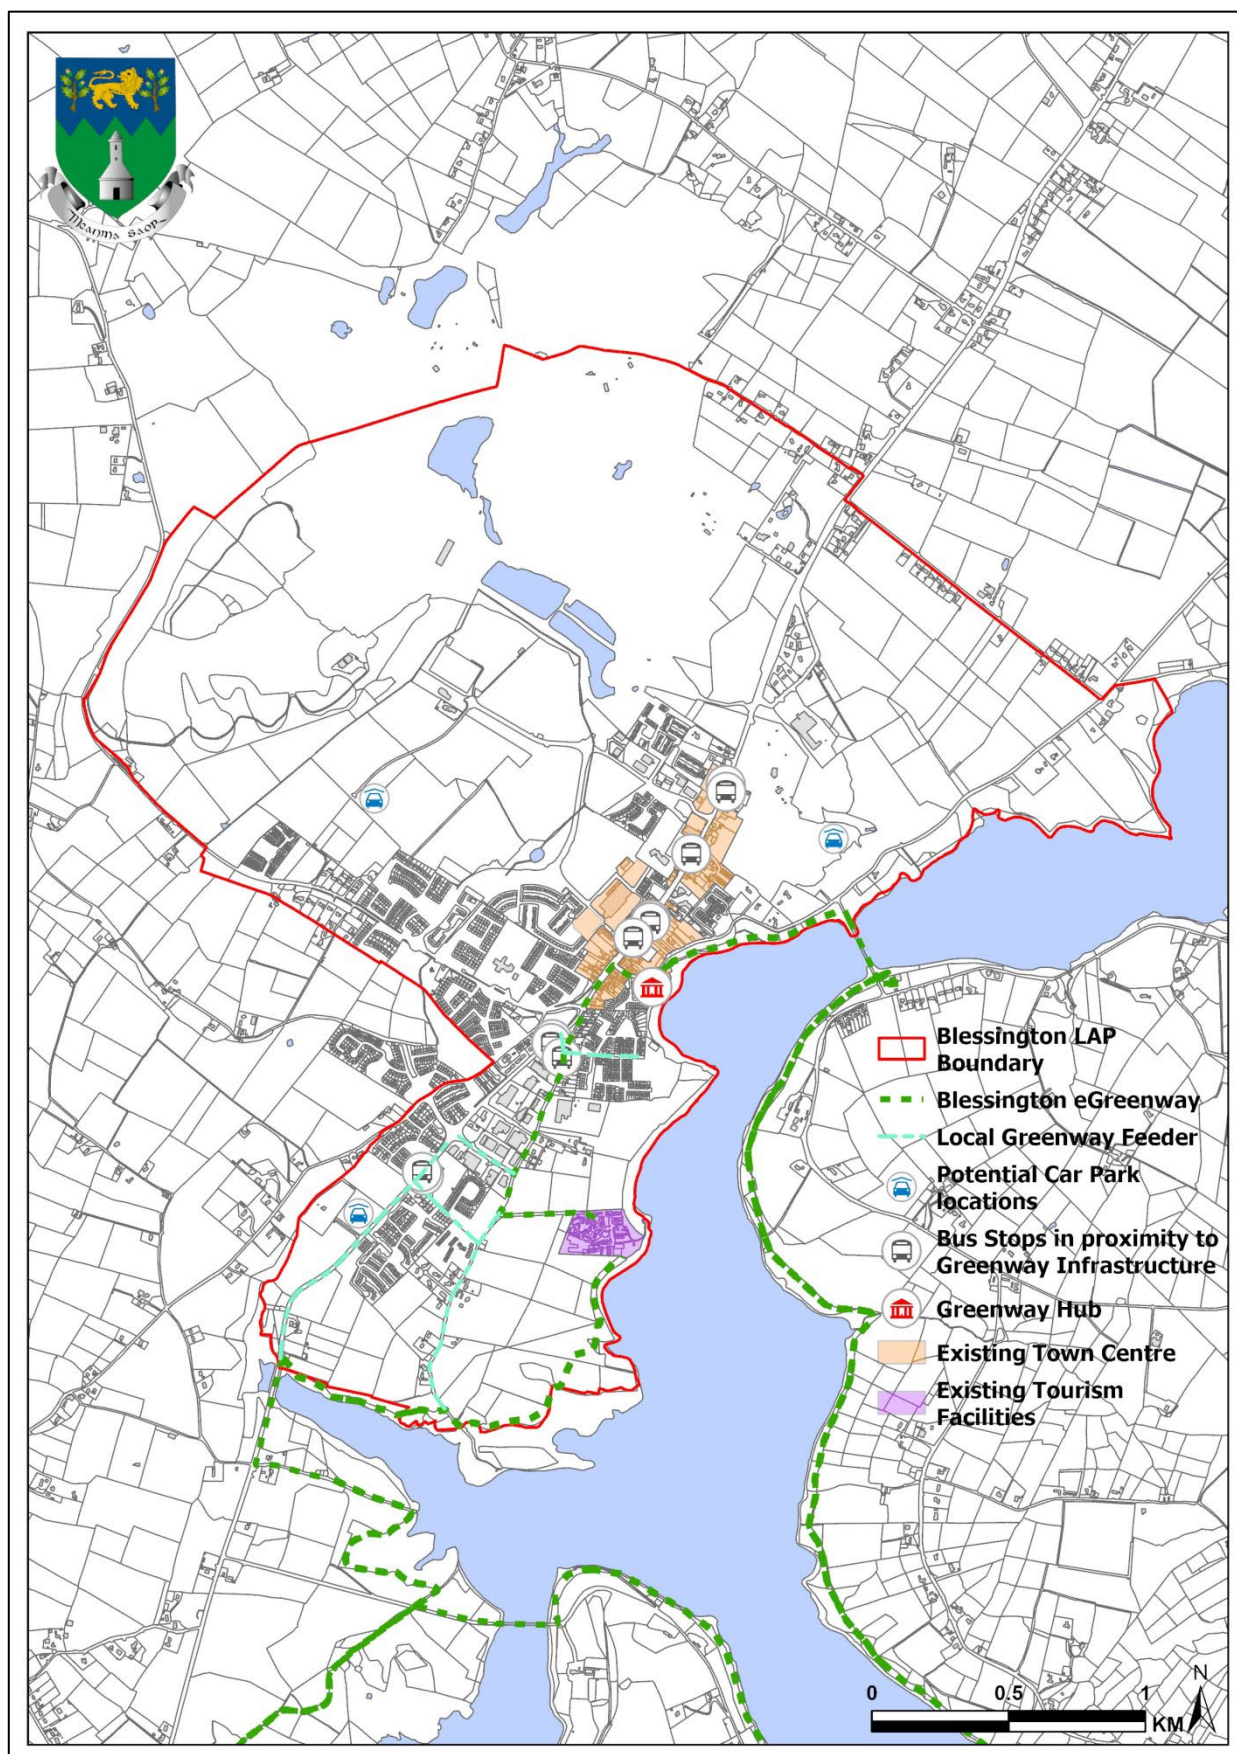 Meanma Saor
Blessington LAP
Boundary
Blessington eGreenway
Local Greenway Feeder
Potential Car Park
locations
Bus Stops in proximity to
Greenway Infrastructure
Greenway Hub
Existing Town Centre
Existing Tourism
Facilities
N
0 0.5 1
KM